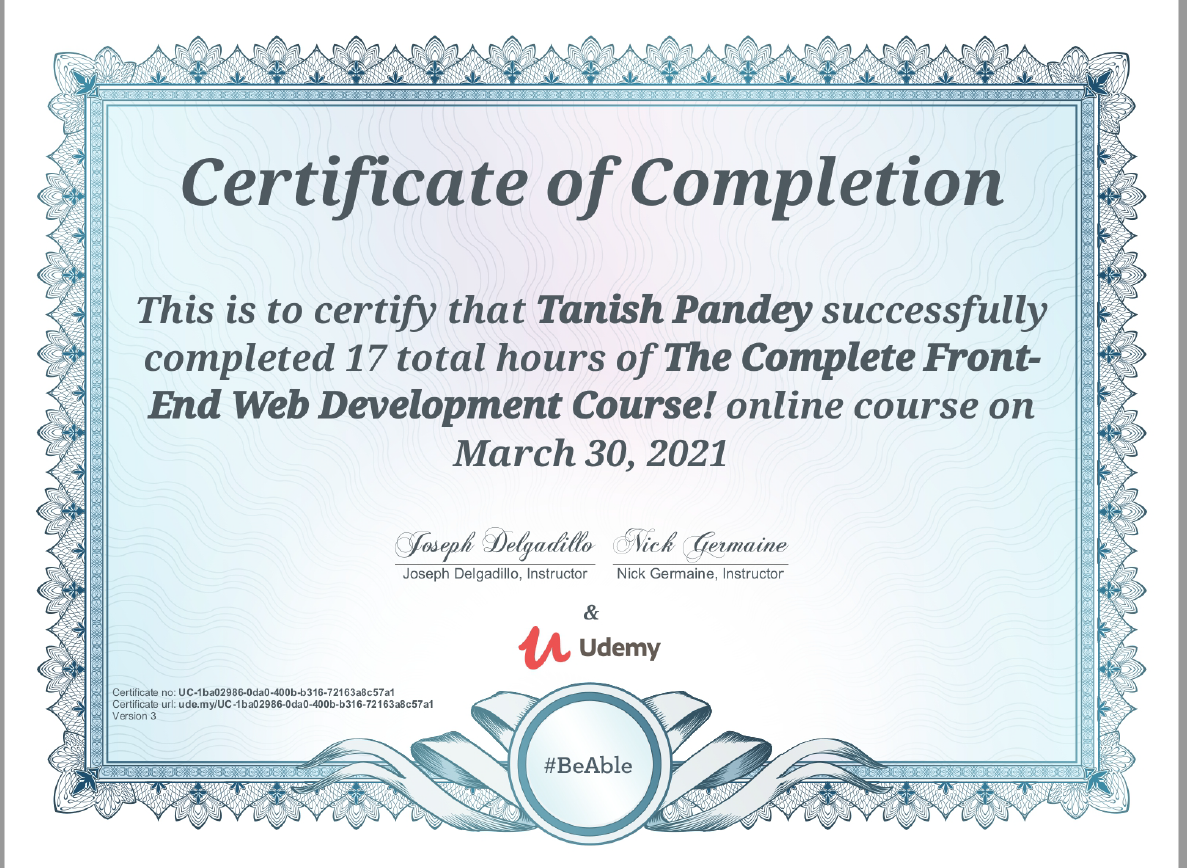 Certificate of Completion
This is to certify that Tanish Pandey successfully
completed 17 total hours of The Complete Front-
End Web Development Course! online course on
March 30, 2021
Joseph Delgadillo Nick Germaine
Joseph Delgadillo, Instructor Nick Germaine, Instructor
&
Udemy
Certificate no: UC-1ba02986-0da0-400b-b316-72163a8c57a1
Certificate url: ude.my/UC-1ba02986-0da0-400b-b316-72163a8c57a1
Version 3
#BeAble